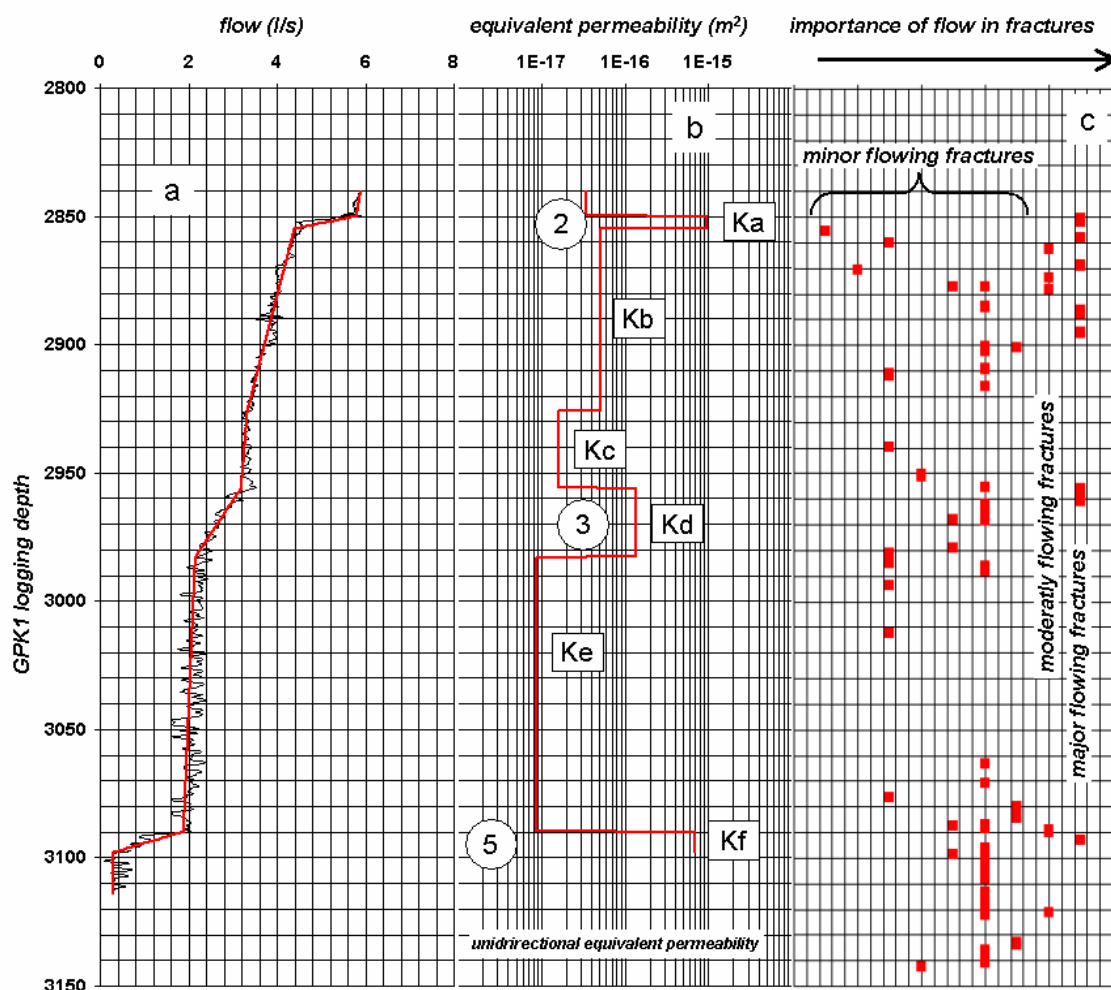 flow (l/s)
equivalent permeability (m²)
importance of flow in fractures
0 2 4 6 8
1E-17 1E-16 1E-15
2800
2850
2900
2950
3000
3050
3100
3150
GPK1 logging depth
a
b
c
minor flowing fractures
2
Ka
Kb
Kc
3
Kd
Ke
5
Kf
moderatly flowing fractures
major flowing fractures
unidrirectional equivalent permeability